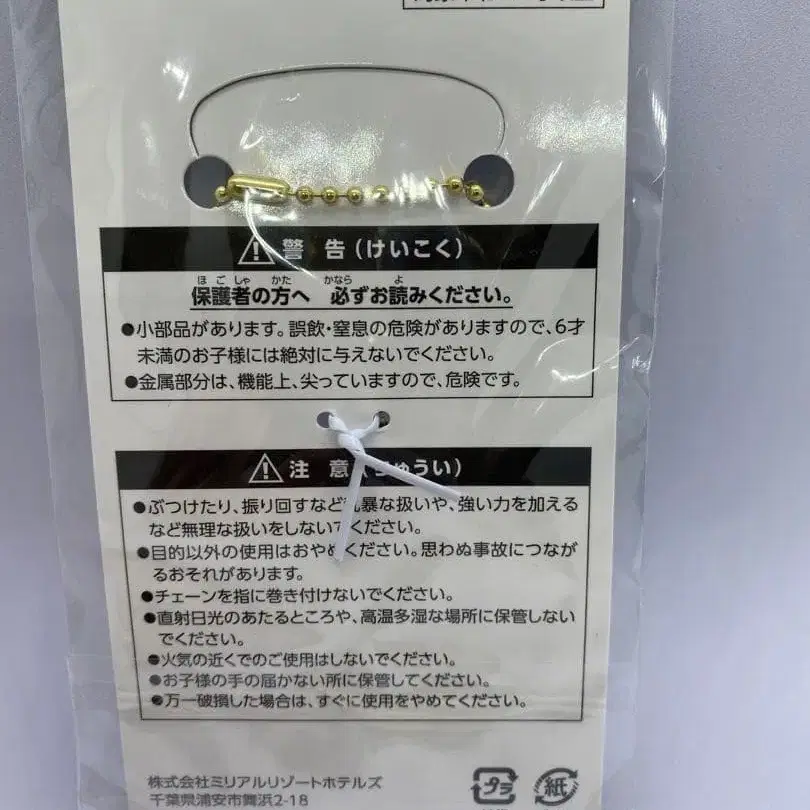 警 告（けいこく）
ほごしゃ かた かなら よ
保護者の方へ 必ずお読みください。
●小部品があります。誤飲・窒息の危険がありますので、6才
未満のお子様には絶対に与えないでください。
●金属部分は、機能上、尖っていますので、危険です。
注 意（ちゅうい）
●ぶつけたり、振り回すなど乱暴な扱いや、強い力を加える
など無理な扱いをしないでください。
●目的以外の使用はおやめください。思わぬ事故につなが
るおそれがあります。
●チェーンを指に巻き付けないでください。
●直射日光のあたるところや、高温多湿な場所に保管しない
でください。
●火気の近くでのご使用はしないでください。
●お子様の手の届かない所に保管してください。
●万一破損した場合は、すぐに使用をやめてください。
株式会社ミリアルリゾートホテルズ
千葉県浦安市舞浜2-18
プラ 紙